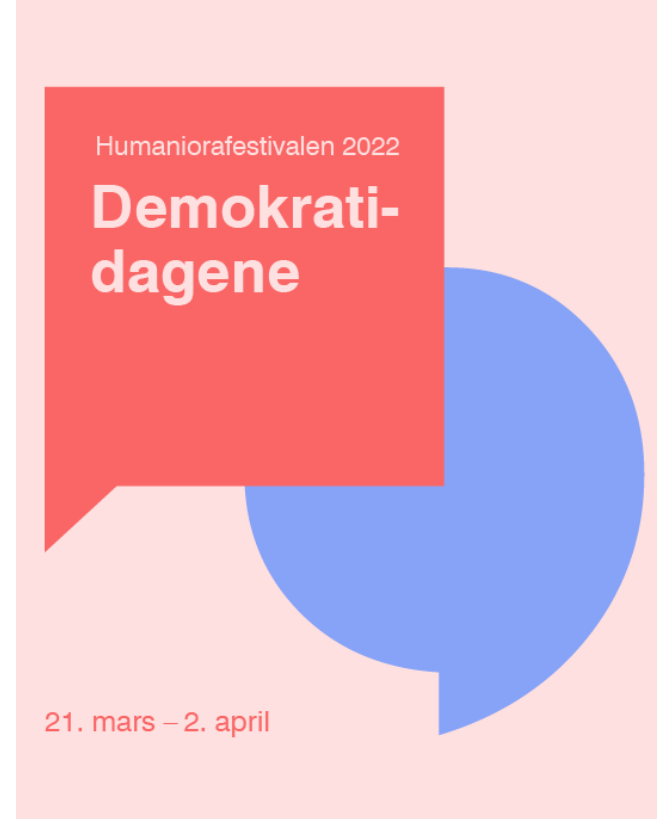 Humaniorafestivalen 2022
Demokrati-
dagene
21. mars – 2. april